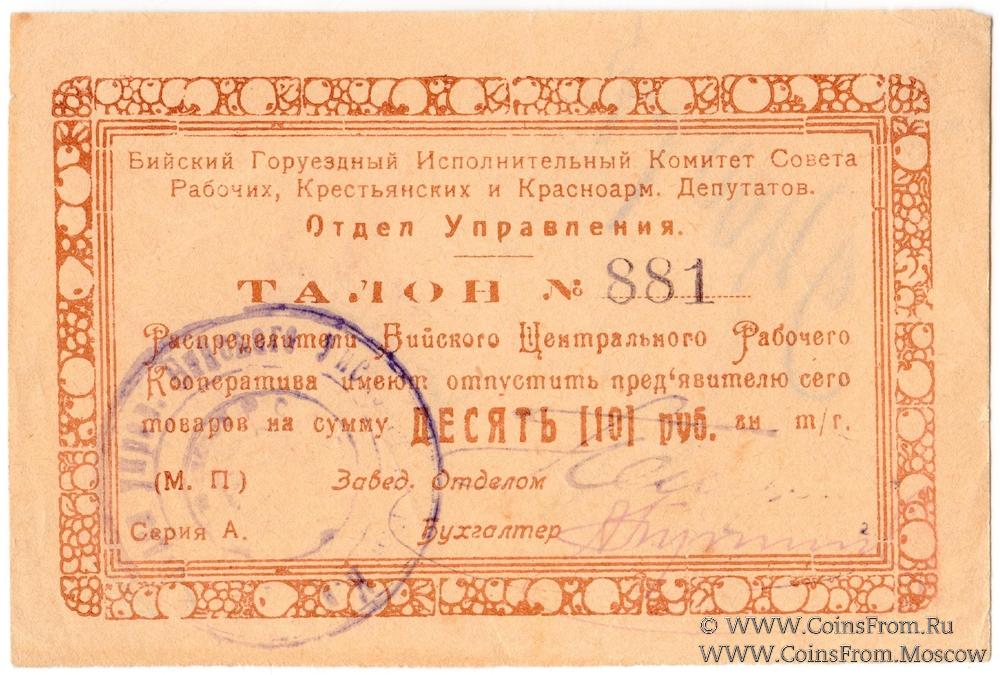 Бийский Горуездный Исполнительный Комитет Совета
Рабочих, Крестьянских и Красноарм. Депутатов.
Отдел Управления.
ТАЛОН № 881
Распределители Бийского Центрального Рабочего
Кооператива имеют отпустить пред'явителю сего
товаров на сумму ДЕСЯТЬ [10] руб. зн т/г.
(М. П.) Завед. Отделом
Серия А. Бухгалтер
© WWW.CoinsFrom.Ru
WWW.CoinsFrom.Moscow